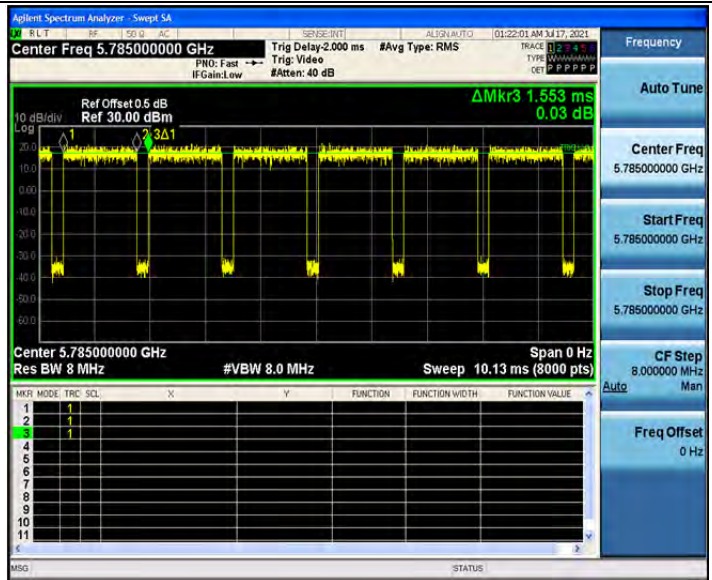 Agilent Spectrum Analyzer - Swept SA
RLT RF 50 Ω AC SENSE:INT ALIGNAUTO 01:22:01 AM Jul 17, 2021
Center Freq 5.785000000 GHz
PNO: Fast
IFGain:Low
Trig Delay-2.000 ms
Trig: Video
#Atten: 40 dB
#Avg Type: RMS
TRACE 1 2 3 4 5 6
TYPE W
DET P P P P P P
Frequency
Auto Tune
Center Freq
5.785000000 GHz
Start Freq
5.785000000 GHz
Stop Freq
5.785000000 GHz
CF Step
8.000000 MHz
Auto Man
Freq Offset
0 Hz
Ref Offset 0.5 dB
10 dB/div Ref 30.00 dBm
Log
ΔMkr3 1.553 ms
0.03 dB
1
2
3Δ1
20.0
10.0
0.00
-10.0
-20.0
-30.0
-40.0
-50.0
-60.0
Center 5.785000000 GHz Span 0 Hz
Res BW 8 MHz #VBW 8.0 MHz Sweep 10.13 ms (8000 pts)
MKR MODE TRC SCL X Y FUNCTION FUNCTION WIDTH FUNCTION VALUE
1 1
2 1
3 1
4
5
6
7
8
9
10
11
MSG STATUS